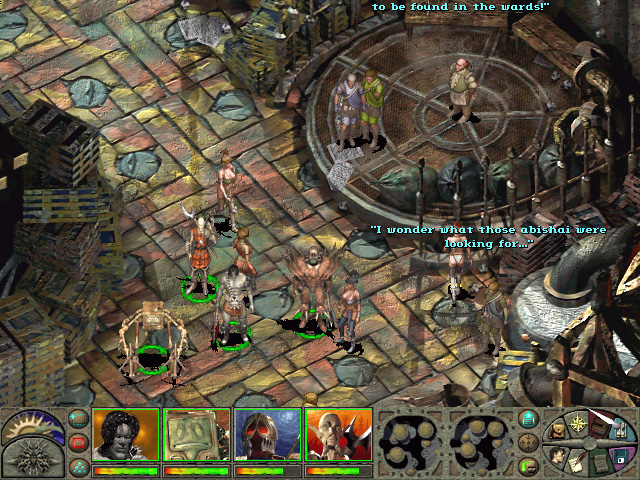 to be found in the wards!"
"I wonder what those abishai were
looking for..."